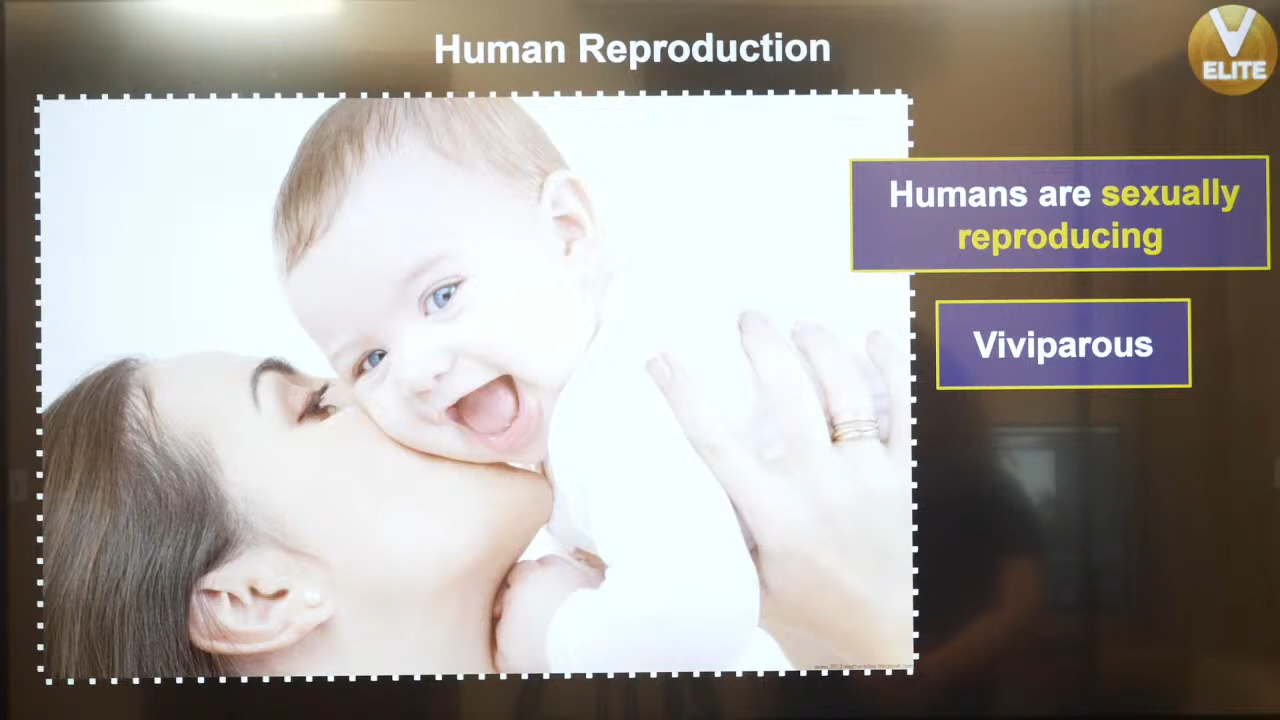 Human Reproduction
V
ELITE
Humans are sexually
reproducing
Viviparous